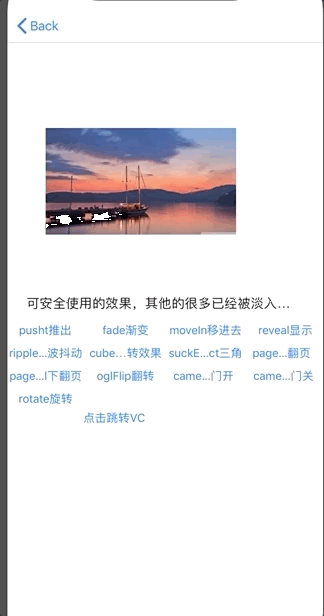 Back
可安全使用的效果，其他的很多已经被淡入...
pusht推出 fade渐变 moveIn移进去 reveal显示
ripple...波抖动 cube...转效果 suckE...ct三角 page...翻页
page...l下翻页 oglFlip翻转 came...门开 came...门关
rotate旋转
点击跳转VC